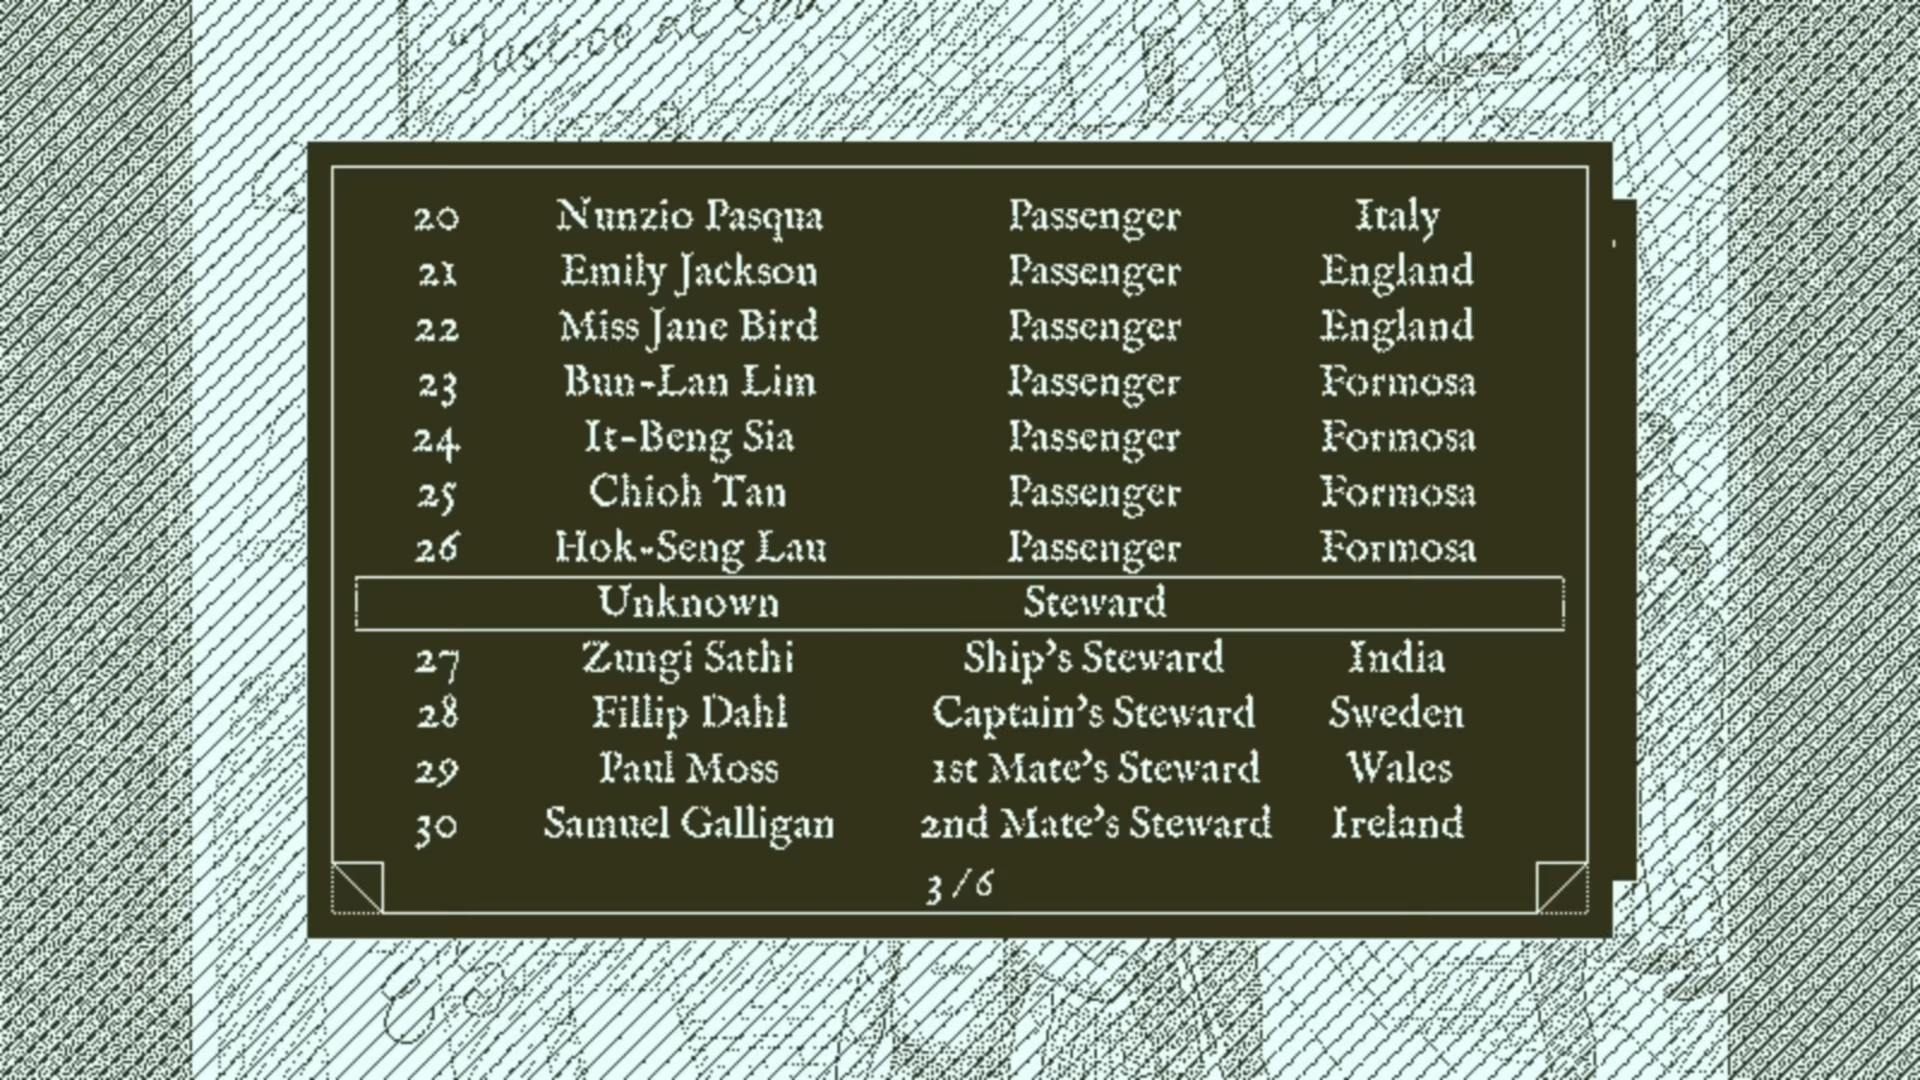 Justice at Sea
20 Nunzio Pasqua Passenger Italy
21 Emily Jackson Passenger England
22 Miss Jane Bird Passenger England
23 Bun-Lan Lim Passenger Formosa
24 It-Beng Sia Passenger Formosa
25 Chioh Tan Passenger Formosa
26 Hok-Seng Lau Passenger Formosa
Unknown Steward
27 Zungi Sathi Ship's Steward India
28 Fillip Dahl Captain's Steward Sweden
29 Paul Moss 1st Mate's Steward Wales
30 Samuel Galligan 2nd Mate's Steward Ireland
3/6